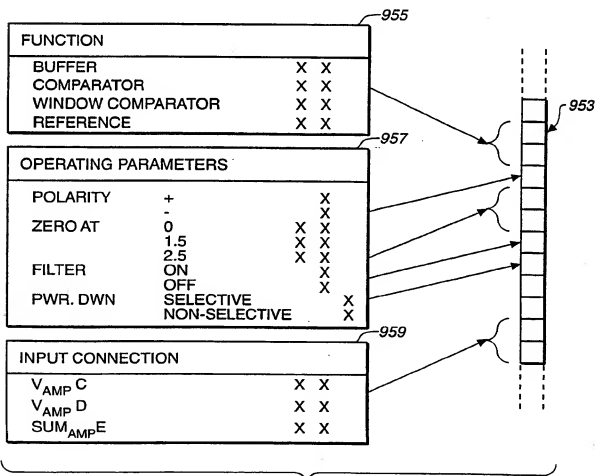 955
FUNCTION
BUFFER X X
COMPARATOR X X
WINDOW COMPARATOR X X
REFERENCE X X
953
957
OPERATING PARAMETERS
POLARITY + X
- X
ZERO AT 0 X X
1.5 X X
2.5 X X
FILTER ON X
OFF X
PWR. DWN SELECTIVE X
NON-SELECTIVE X
959
INPUT CONNECTION
VAMP C X X
VAMP D X X
SUMAMPE X X